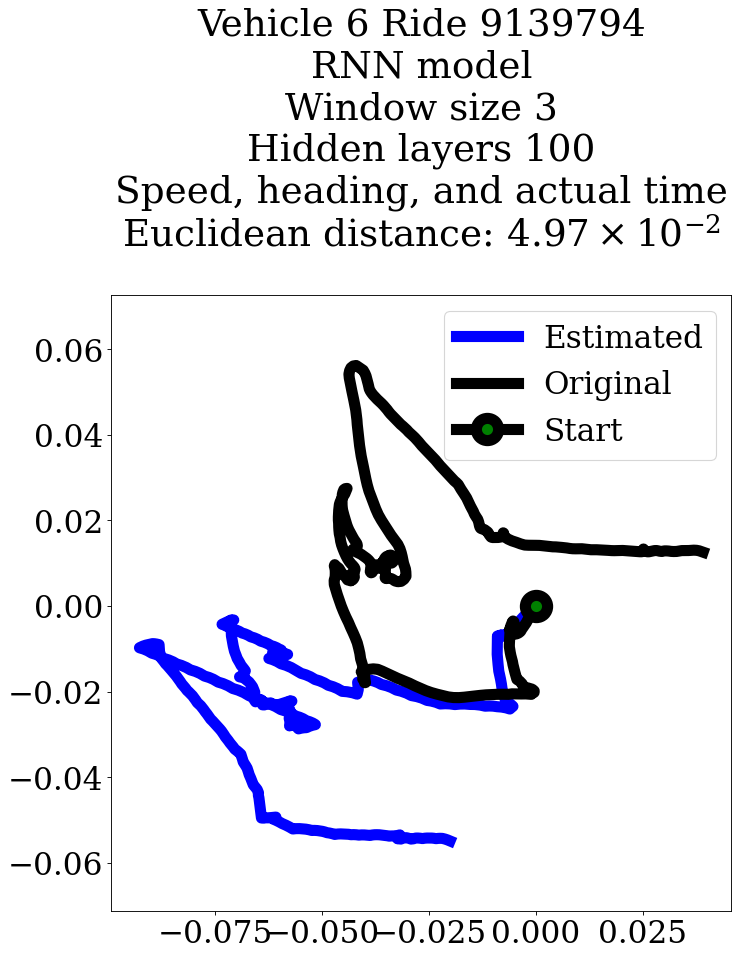 Vehicle 6 Ride 9139794
RNN model
Window size 3
Hidden layers 100
Speed, heading, and actual time
Euclidean distance: 4.97 × 10⁻²
Estimated
Original
Start
0.06
0.04
0.02
0.00
−0.02
−0.04
−0.06
−0.075 −0.050 −0.025 0.000 0.025